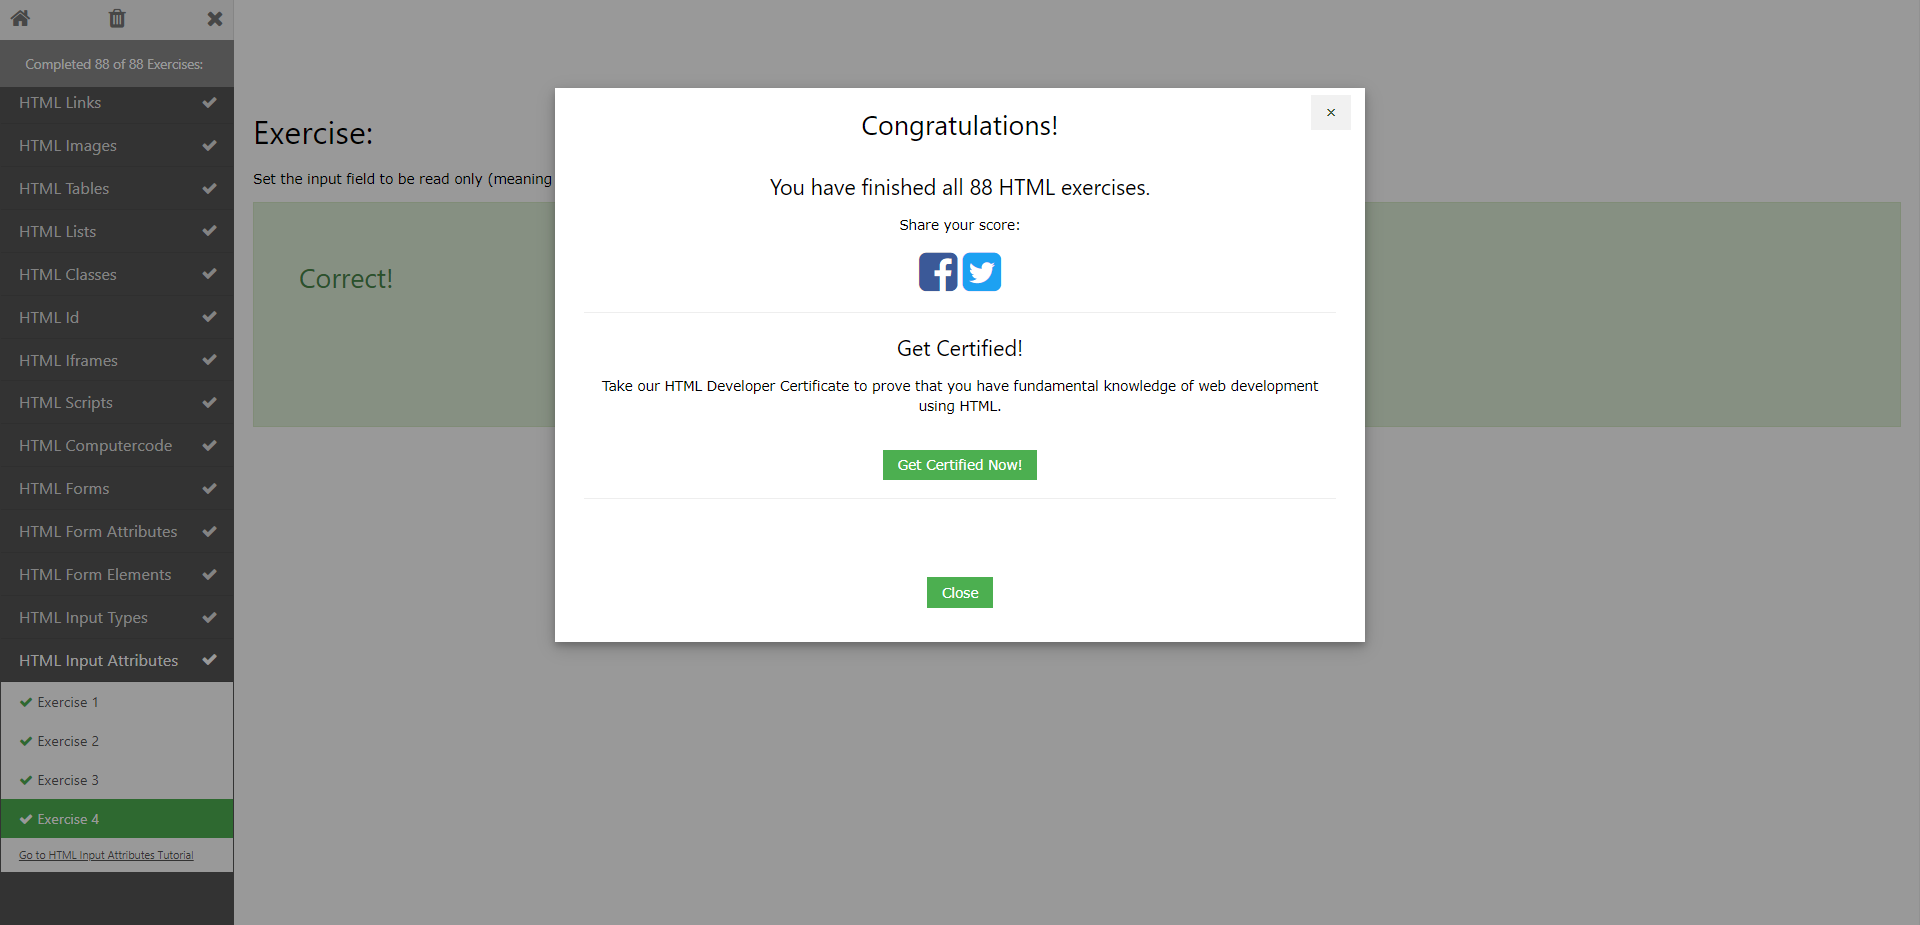 Completed 88 of 88 Exercises:
HTML Links
HTML Images
HTML Tables
HTML Lists
HTML Classes
HTML Id
HTML Iframes
HTML Scripts
HTML Computercode
HTML Forms
HTML Form Attributes
HTML Form Elements
HTML Input Types
HTML Input Attributes
Exercise 1
Exercise 2
Exercise 3
Exercise 4
Go to HTML Input Attributes Tutorial
Exercise:
Set the input field to be read only (meaning
Correct!
×
Congratulations!
You have finished all 88 HTML exercises.
Share your score:
Get Certified!
Take our HTML Developer Certificate to prove that you have fundamental knowledge of web development
using HTML.
Get Certified Now!
Close